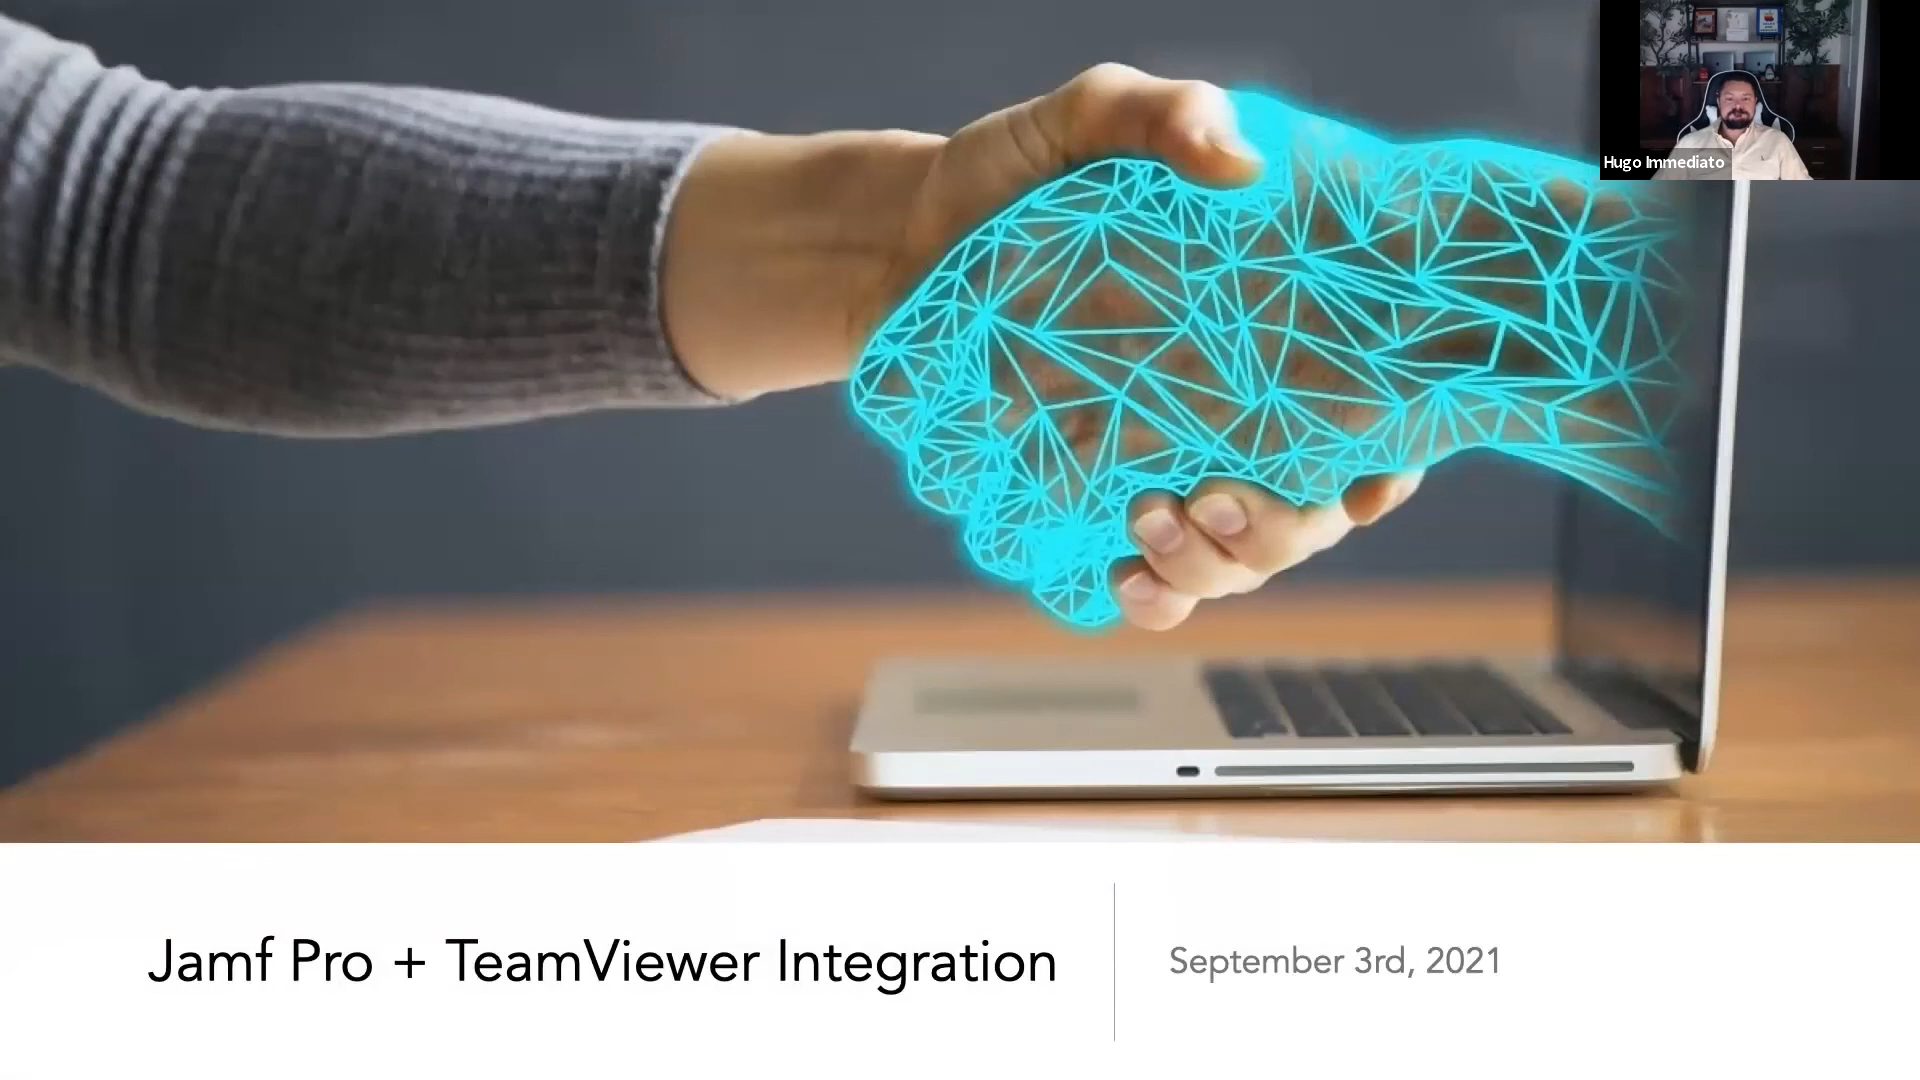 Hugo Immediato
Jamf Pro + TeamViewer Integration
September 3rd, 2021